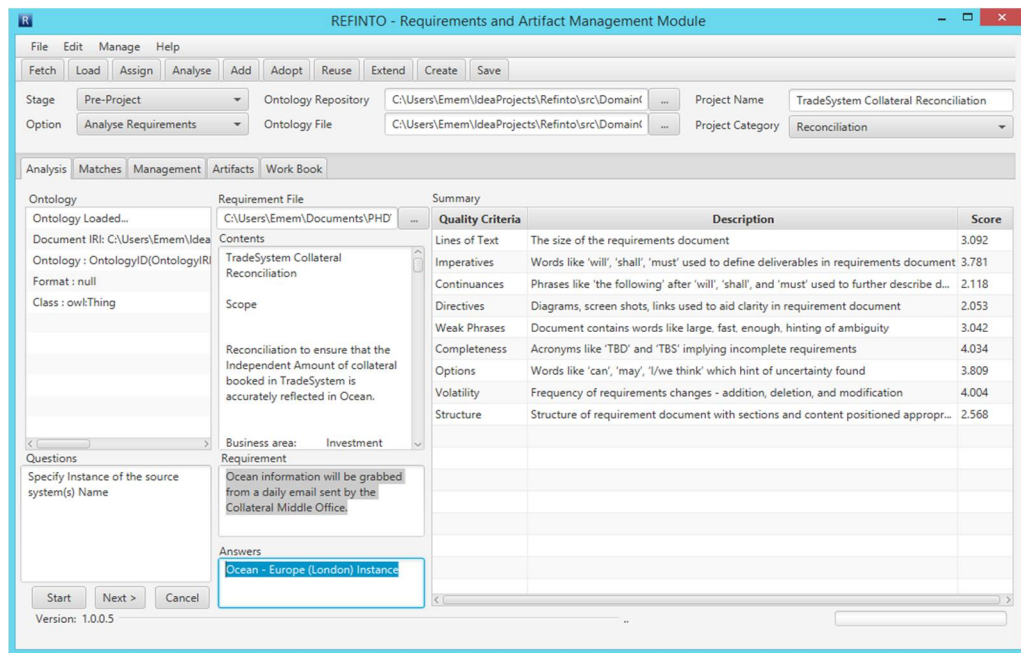 REFINTO - Requirements and Artifact Management Module
File Edit Manage Help
Fetch Load Assign Analyse Add Adopt Reuse Extend Create Save
Stage Pre-Project Ontology Repository C:\Users\Emem\IdeaProjects\Refinto\src\Domain( ... Project Name TradeSystem Collateral Reconciliation
Option Analyse Requirements Ontology File C:\Users\Emem\IdeaProjects\Refinto\src\Domain( ... Project Category Reconciliation
Analysis Matches Management Artifacts Work Book
Ontology
Ontology Loaded...
Document IRI: C:\Users\Emem\Idea
Ontology : OntologyID(OntologyIRI
Format : null
Class : owl:Thing
Requirement File
C:\Users\Emem\Documents\PHD' ...
Contents
TradeSystem Collateral
Reconciliation
Scope
Reconciliation to ensure that the
Independent Amount of collateral
booked in TradeSystem is
accurately reflected in Ocean.
Business area: Investment
Summary
Quality Criteria Description Score
Lines of Text The size of the requirements document 3.092
Imperatives Words like 'will', 'shall', 'must' used to define deliverables in requirements document 3.781
Continuances Phrases like 'the following' after 'will', 'shall', and 'must' used to further describe d... 2.118
Directives Diagrams, screen shots, links used to aid clarity in requirement document 2.053
Weak Phrases Document contains words like large, fast, enough, hinting of ambiguity 3.042
Completeness Acronyms like 'TBD' and 'TBS' implying incomplete requirements 4.034
Options Words like 'can', 'may', 'I/we think' which hint of uncertainty found 3.809
Volatility Frequency of requirements changes - addition, deletion, and modification 4.004
Structure Structure of requirement document with sections and content positioned appropr... 2.568
Questions
Specify Instance of the source
system(s) Name
Requirement
Ocean information will be grabbed
from a daily email sent by the
Collateral Middle Office.
Answers
Ocean - Europe (London) Instance
Start Next > Cancel
Version: 1.0.0.5 ..